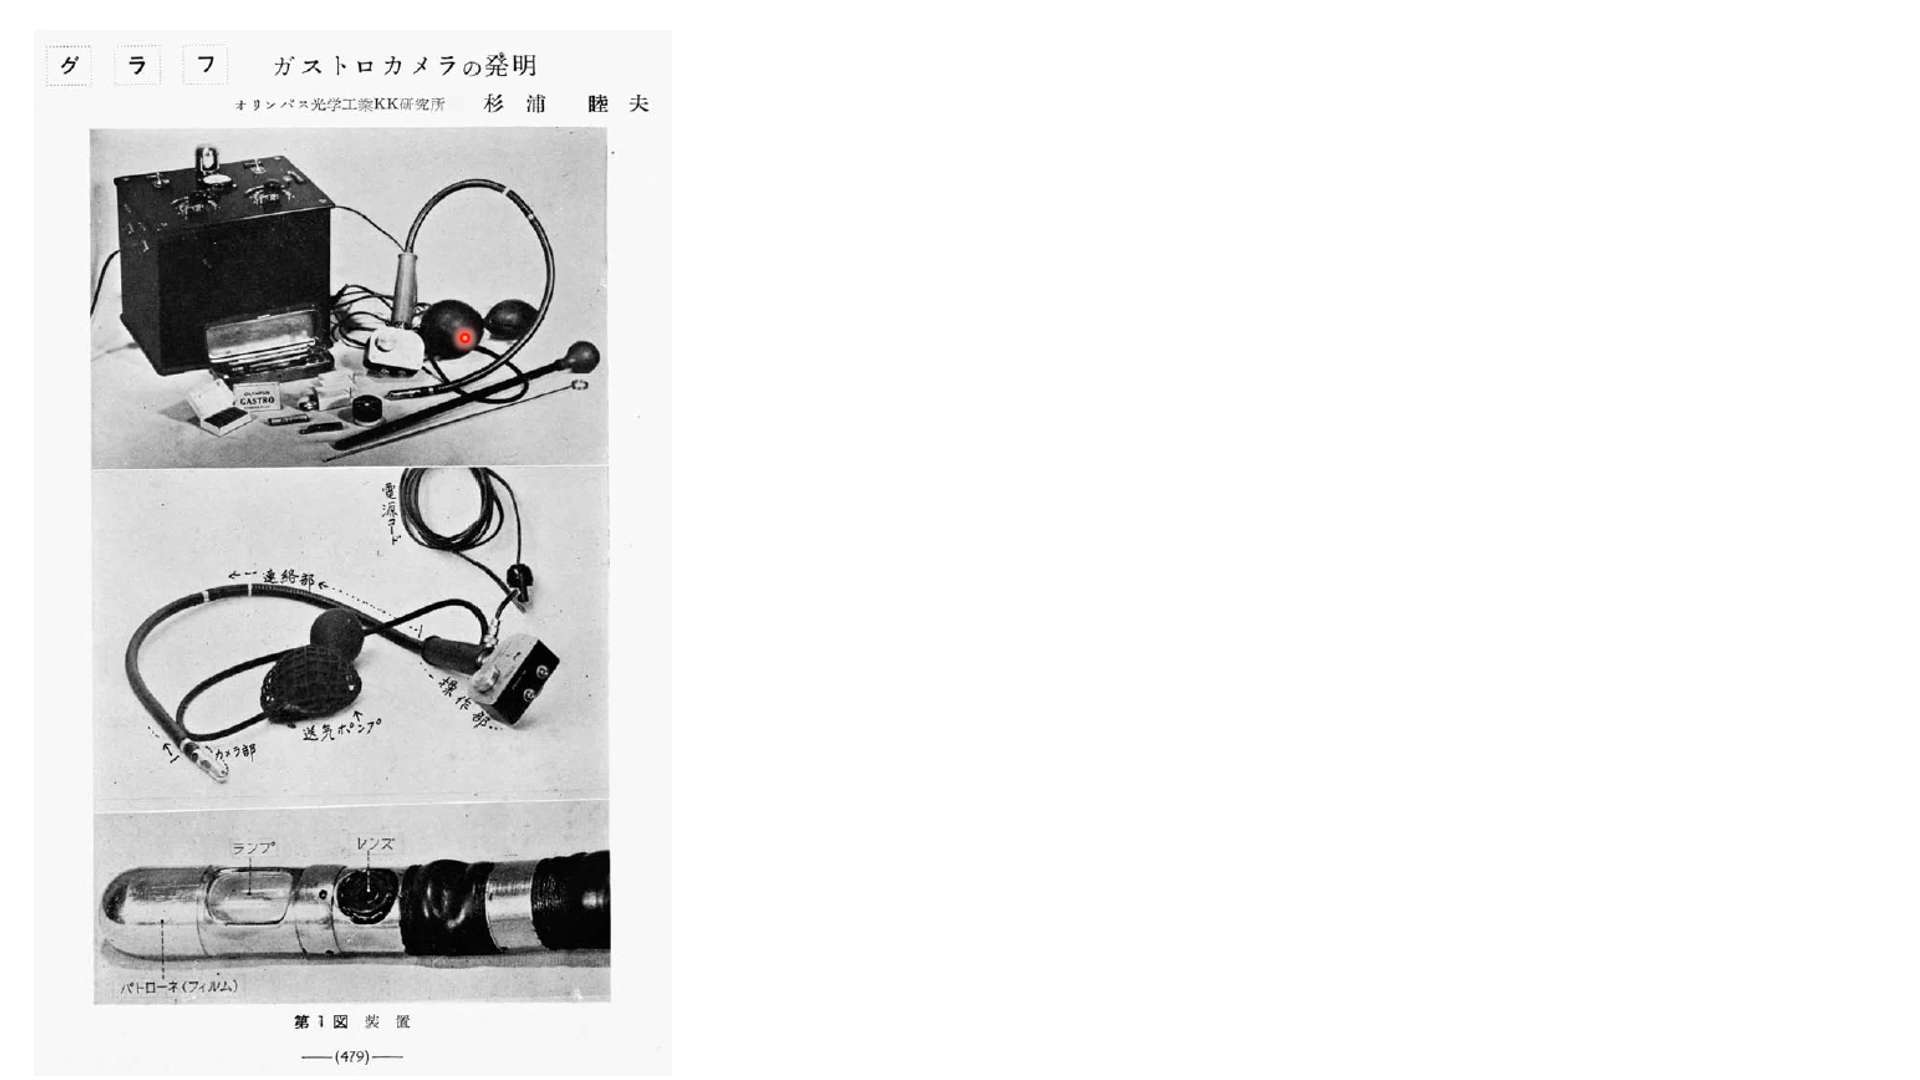 グラフ
ガストロカメラの発明
オリンパス光学工業KK研究所 杉浦 睦夫
OLYMPUS
GASTRO
電源コード
連絡部
操作部
送気ポンプ
カメラ部
ランプ
レンズ
パトローネ(フィルム)
第1図 装置
(479)